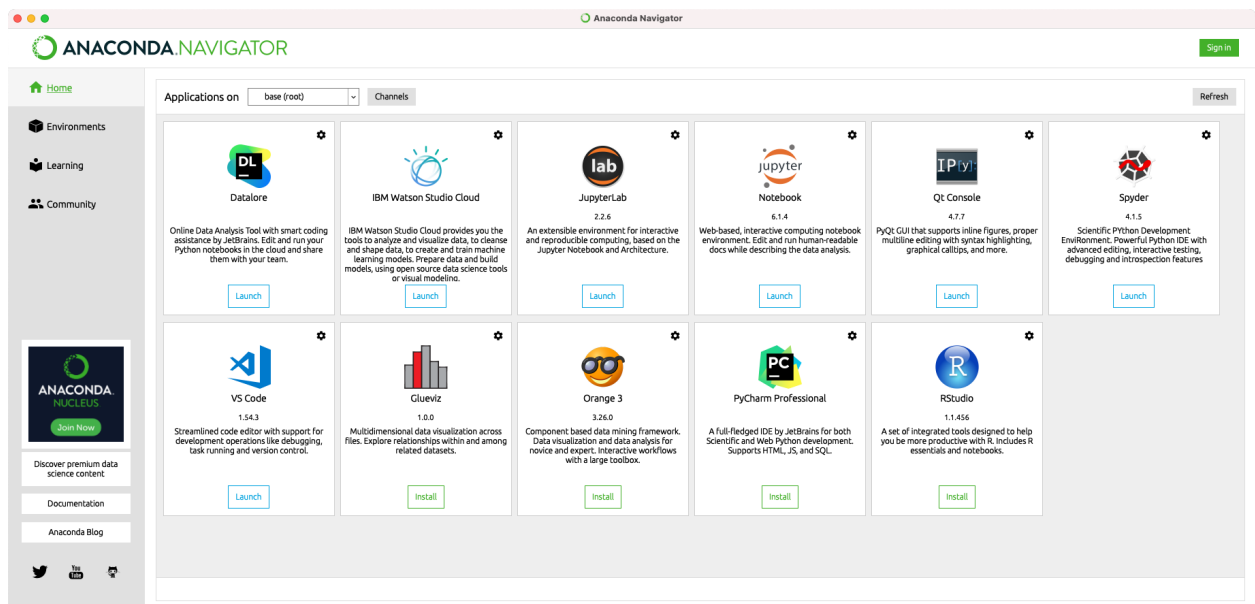 Anaconda Navigator
ANACONDA.NAVIGATOR
Sign in
Home
Environments
Learning
Community
ANACONDA.
NUCLEUS
Join Now
Discover premium data
science content
Documentation
Anaconda Blog
You
Tube
Applications on
base (root)
Channels
Refresh
DL
Datalore
Online Data Analysis Tool with smart coding
assistance by JetBrains. Edit and run your
Python notebooks in the cloud and share
them with your team.
Launch
IBM Watson Studio Cloud
IBM Watson Studio Cloud provides you the
tools to analyze and visualize data, to cleanse
and shape data, to create and train machine
learning models. Prepare data and build
models, using open source data science tools
or visual modeling.
Launch
lab
JupyterLab
2.2.6
An extensible environment for interactive
and reproducible computing, based on the
Jupyter Notebook and Architecture.
Launch
jupyter
Notebook
6.1.4
Web-based, interactive computing notebook
environment. Edit and run human-readable
docs while describing the data analysis.
Launch
IP[y]:
Qt Console
4.7.7
PyQt GUI that supports inline figures, proper
multiline editing with syntax highlighting,
graphical calltips, and more.
Launch
Spyder
4.1.5
Scientific PYthon Development
EnviRonment. Powerful Python IDE with
advanced editing, interactive testing,
debugging and introspection features
Launch
VS Code
1.54.3
Streamlined code editor with support for
development operations like debugging,
task running and version control.
Launch
Glueviz
1.0.0
Multidimensional data visualization across
files. Explore relationships within and among
related datasets.
Install
Orange 3
3.26.0
Component based data mining framework.
Data visualization and data analysis for
novice and expert. Interactive workflows
with a large toolbox.
Install
PC
PyCharm Professional
A full-fledged IDE by JetBrains for both
Scientific and Web Python development.
Supports HTML, JS, and SQL.
Install
R
RStudio
1.1.456
A set of integrated tools designed to help
you be more productive with R. Includes R
essentials and notebooks.
Install